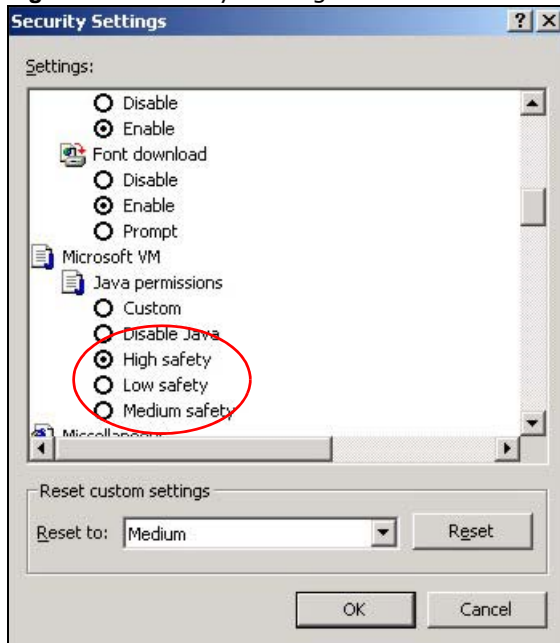 Security Settings
Settings:
Disable
Enable
Font download
Disable
Enable
Prompt
Microsoft VM
Java permissions
Custom
Disable Java
High safety
Low safety
Medium safety
Miscellaneous
Reset custom settings
Reset to: Medium Reset
OK Cancel